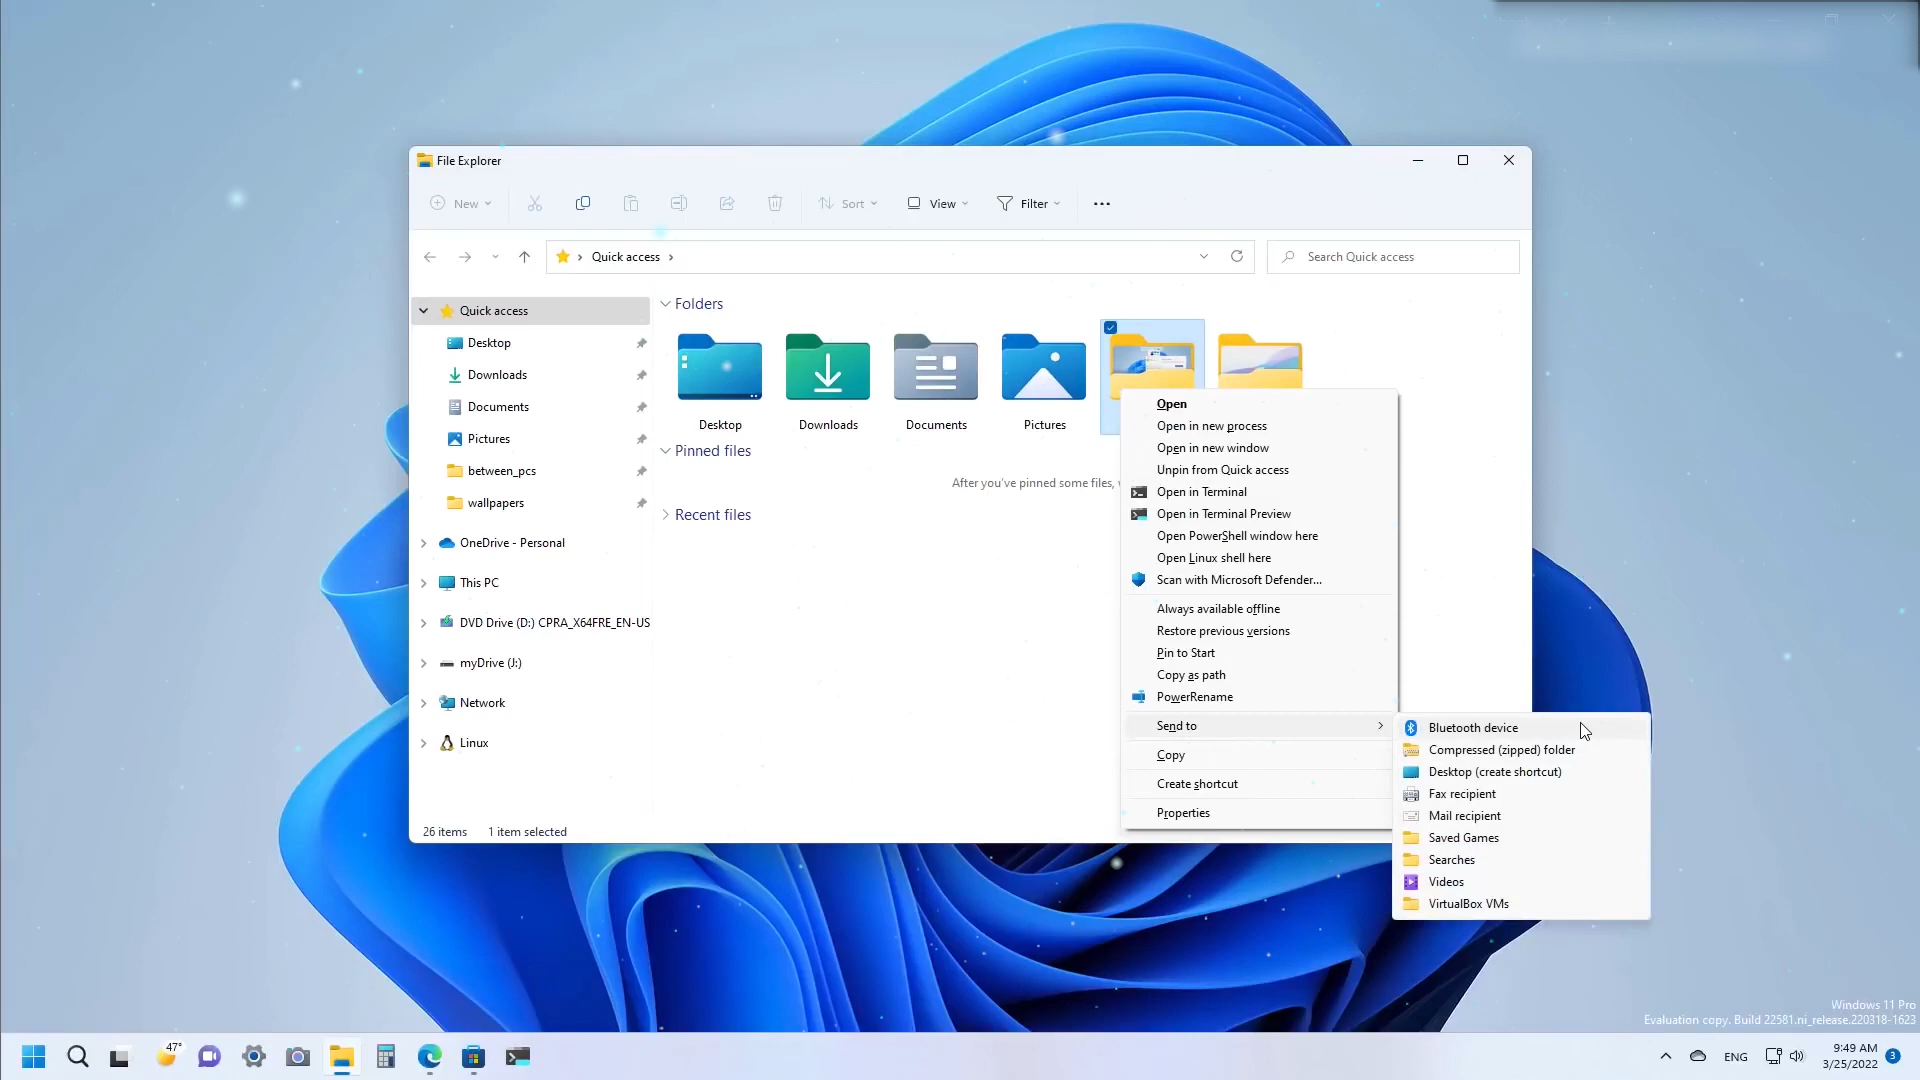 File Explorer
New
Sort
View
Filter
Quick access
Search Quick access
Quick access
Desktop
Downloads
Documents
Pictures
between_pcs
wallpapers
OneDrive - Personal
This PC
DVD Drive (D:) CPRA_X64FRE_EN-US
myDrive (J:)
Network
Linux
Folders
Desktop
Downloads
Documents
Pictures
Pinned files
After you've pinned some files,
Recent files
Open
Open in new process
Open in new window
Unpin from Quick access
Open in Terminal
Open in Terminal Preview
Open PowerShell window here
Open Linux shell here
Scan with Microsoft Defender...
Always available offline
Restore previous versions
Pin to Start
Copy as path
PowerRename
Send to
Copy
Create shortcut
Properties
Bluetooth device
Compressed (zipped) folder
Desktop (create shortcut)
Fax recipient
Mail recipient
Saved Games
Searches
Videos
VirtualBox VMs
26 items 1 item selected
Windows 11 Pro
Evaluation copy. Build 22581.ni_release.220318-1623
47°
ENG
9:49 AM
3/25/2022
3